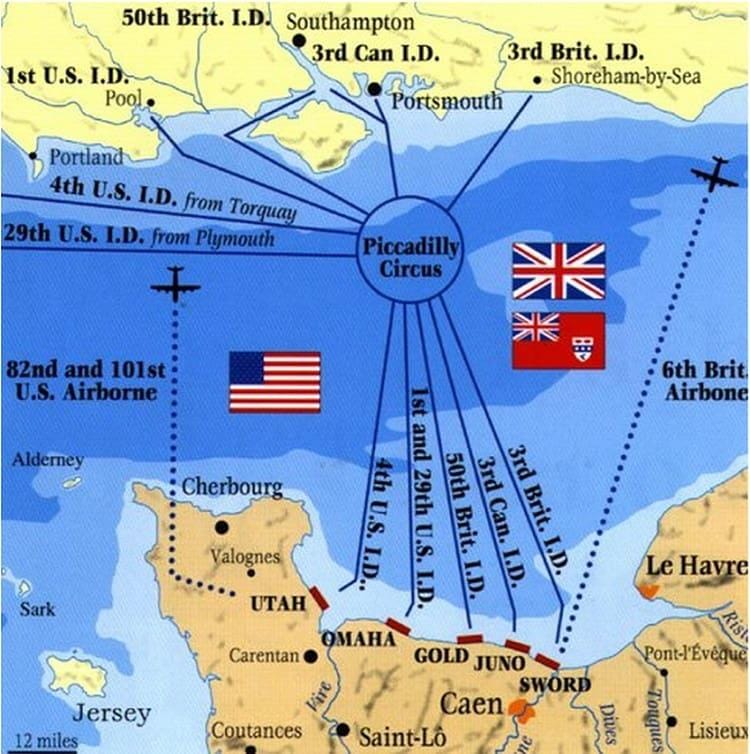 50th Brit. I.D.
Southampton
3rd Can I.D.
3rd Brit. I.D.
1st U.S. I.D.
Shoreham-by-Sea
Pool
Portsmouth
Portland
4th U.S. I.D. from Torquay
29th U.S. I.D. from Plymouth
Piccadilly
Circus
82nd and 101st
U.S. Airborne
6th Brit.
Airbone
4th U.S. I.D.
1st and 29th U.S. I.D.
50th Brit. I.D.
3rd Can. I.D.
3rd Brit. I.D.
Alderney
Cherbourg
Valognes
Le Havre
Sark
UTAH
OMAHA
GOLD
JUNO
SWORD
Carentan
Pont-l'Évêque
Jersey
Vire
Caen
Dives
Touqu
Risl
Lisieu
Coutances
Saint-Lô
12 miles